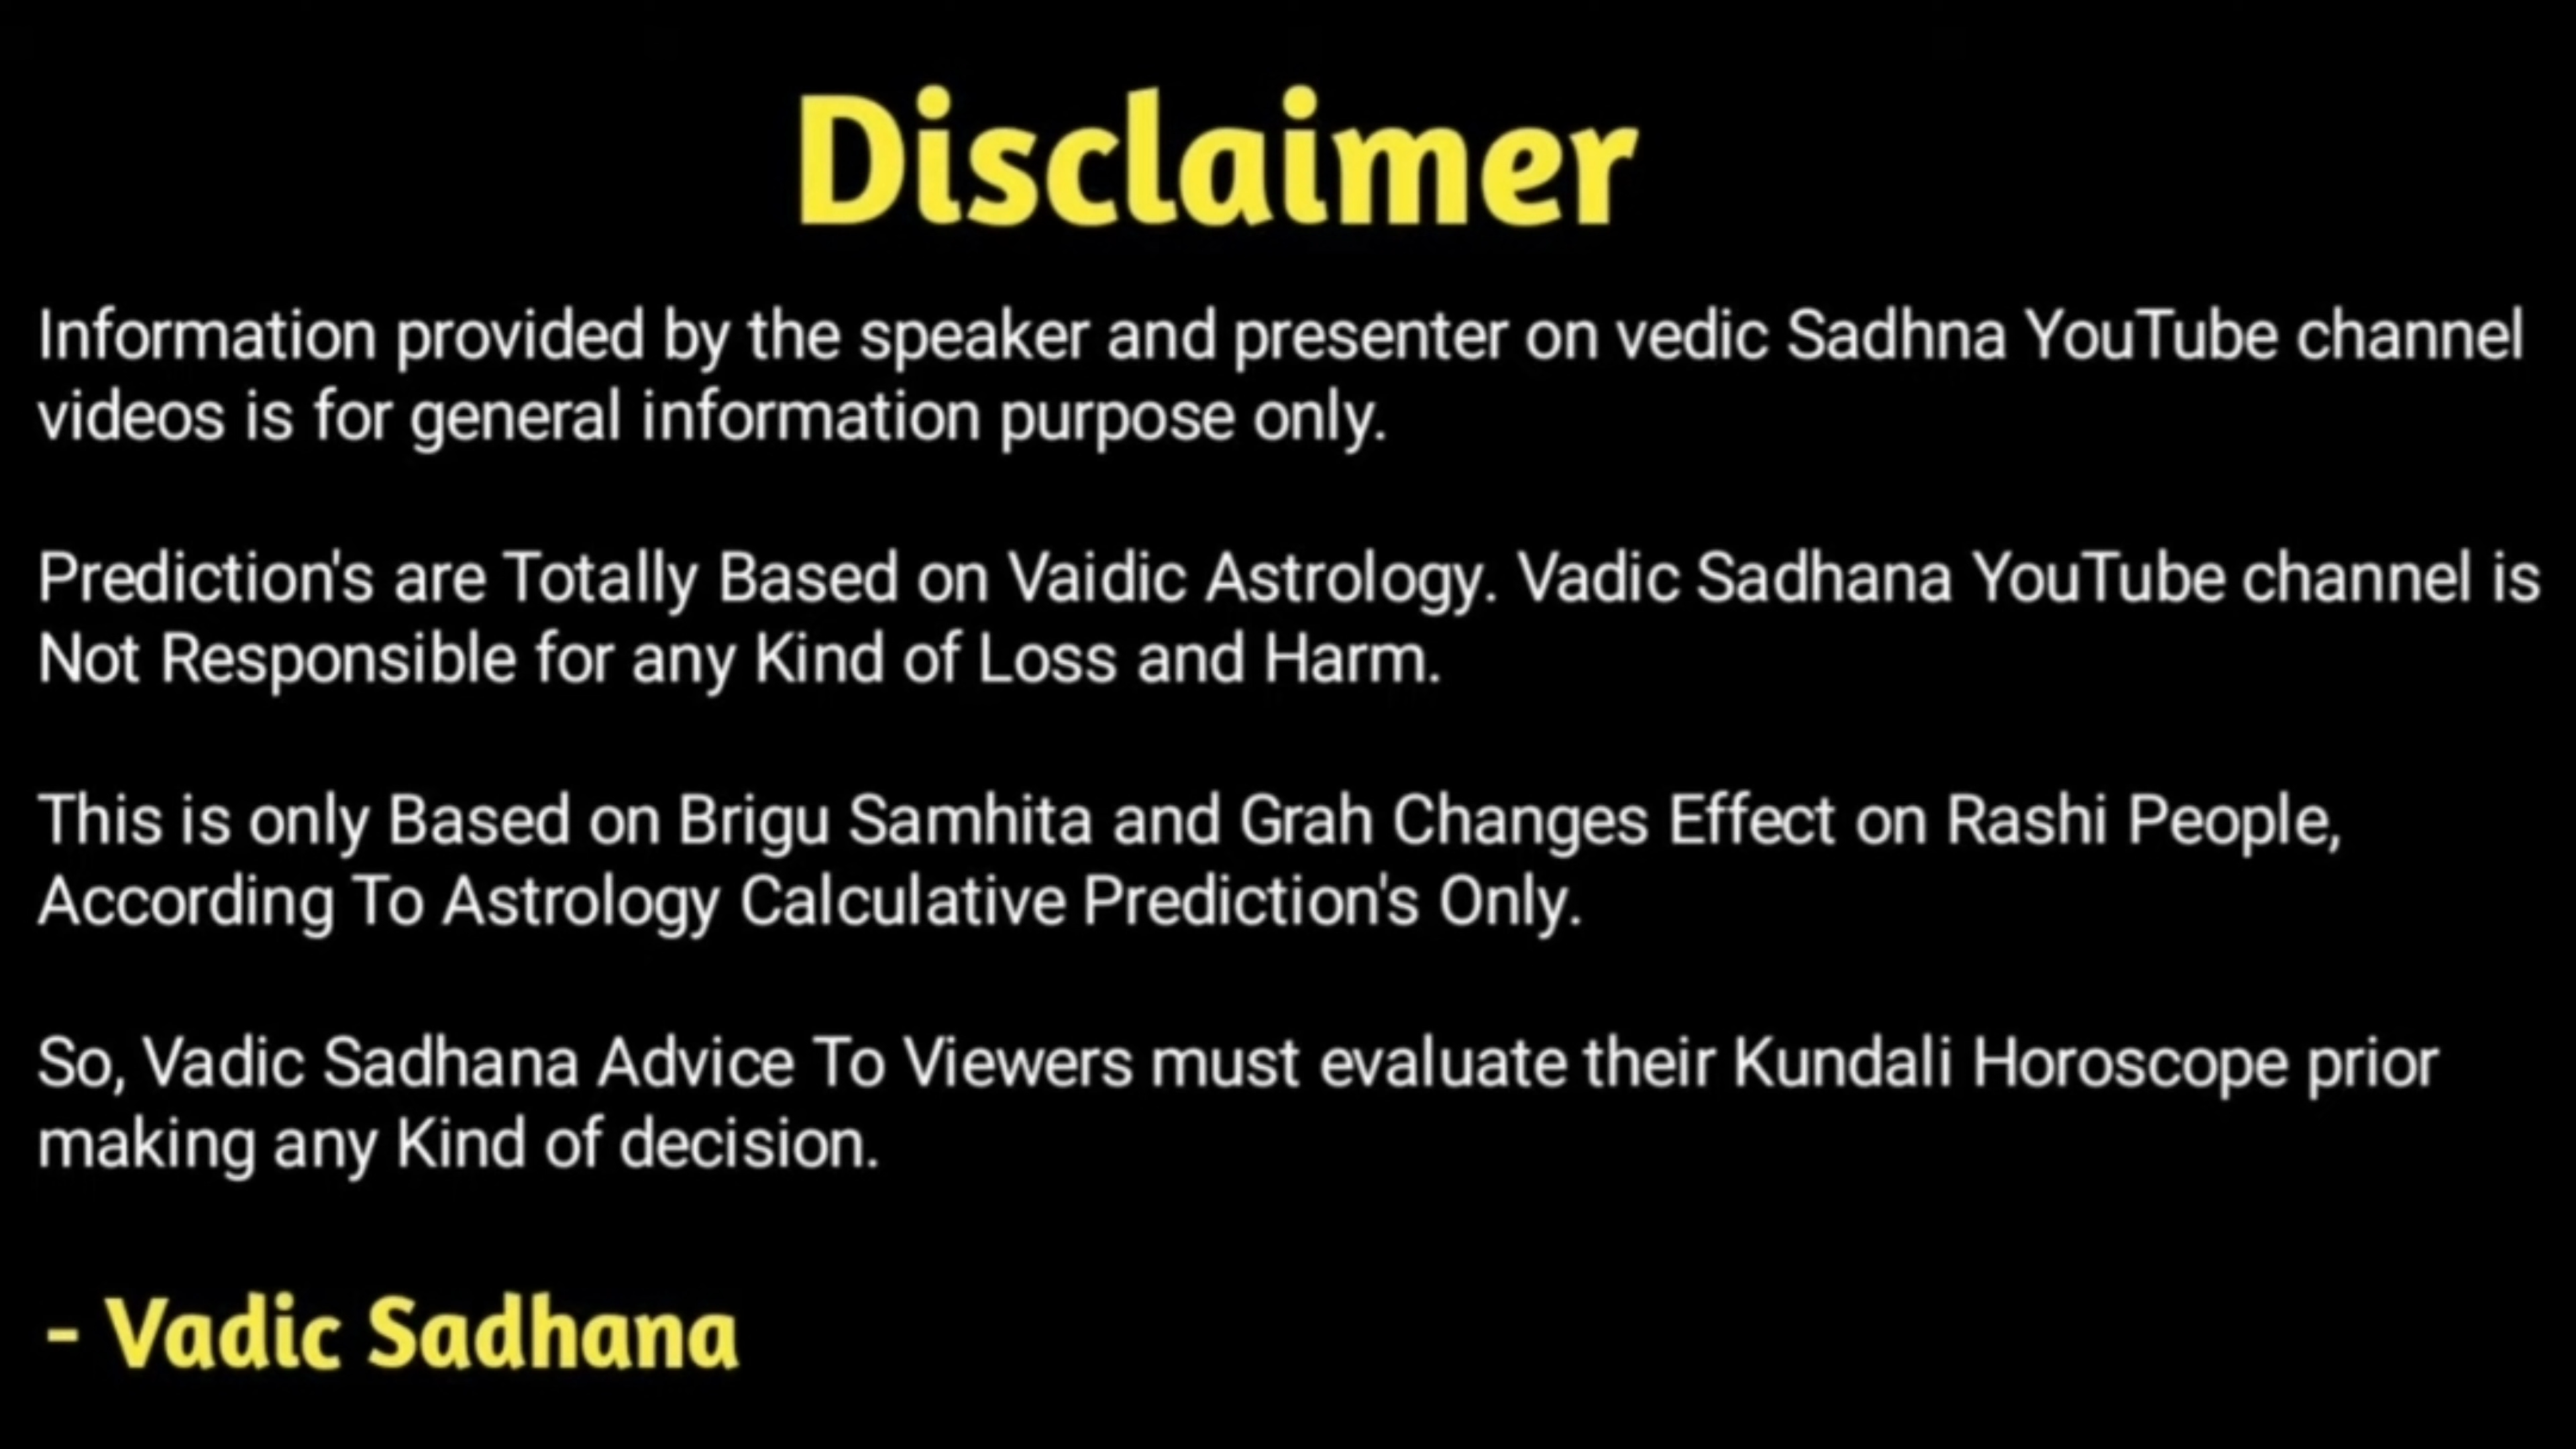 Disclaimer
Information provided by the speaker and presenter on vedic Sadhna YouTube channel
videos is for general information purpose only.
Prediction's are Totally Based on Vaidic Astrology. Vadic Sadhana YouTube channel is
Not Responsible for any Kind of Loss and Harm.
This is only Based on Brigu Samhita and Grah Changes Effect on Rashi People,
According To Astrology Calculative Prediction's Only.
So, Vadic Sadhana Advice To Viewers must evaluate their Kundali Horoscope prior
making any Kind of decision.
- Vadic Sadhana